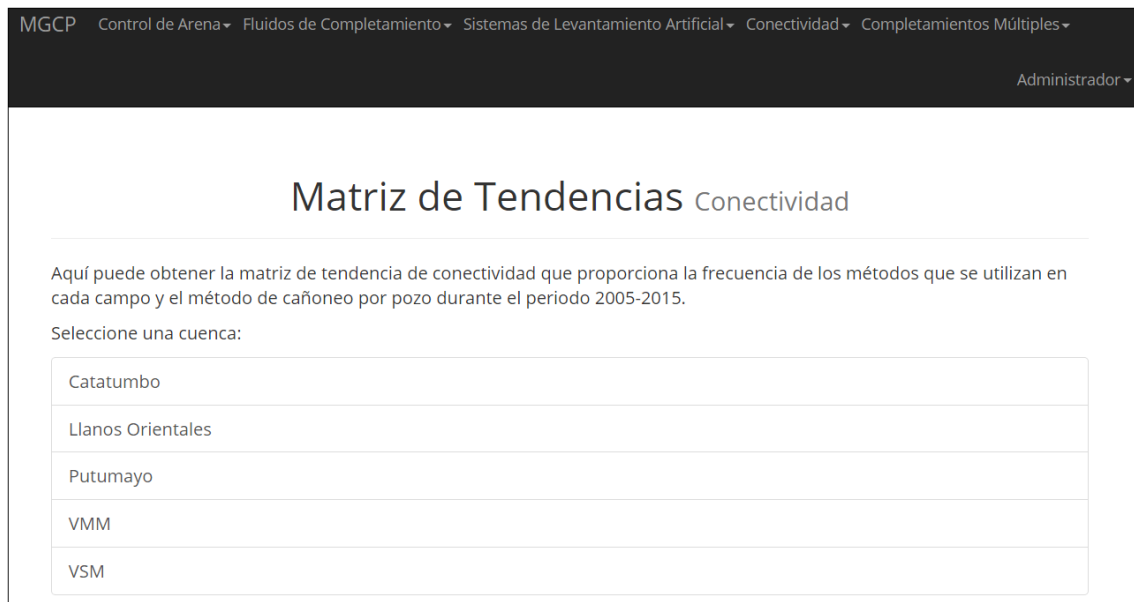 MGCP Control de Arena Fluidos de Completamiento Sistemas de Levantamiento Artificial Conectividad Completamientos Múltiples
Administrador
Matriz de Tendencias Conectividad
Aquí puede obtener la matriz de tendencia de conectividad que proporciona la frecuencia de los métodos que se utilizan en
cada campo y el método de cañoneo por pozo durante el periodo 2005-2015.
Seleccione una cuenca:
Catatumbo
Llanos Orientales
Putumayo
VMM
VSM